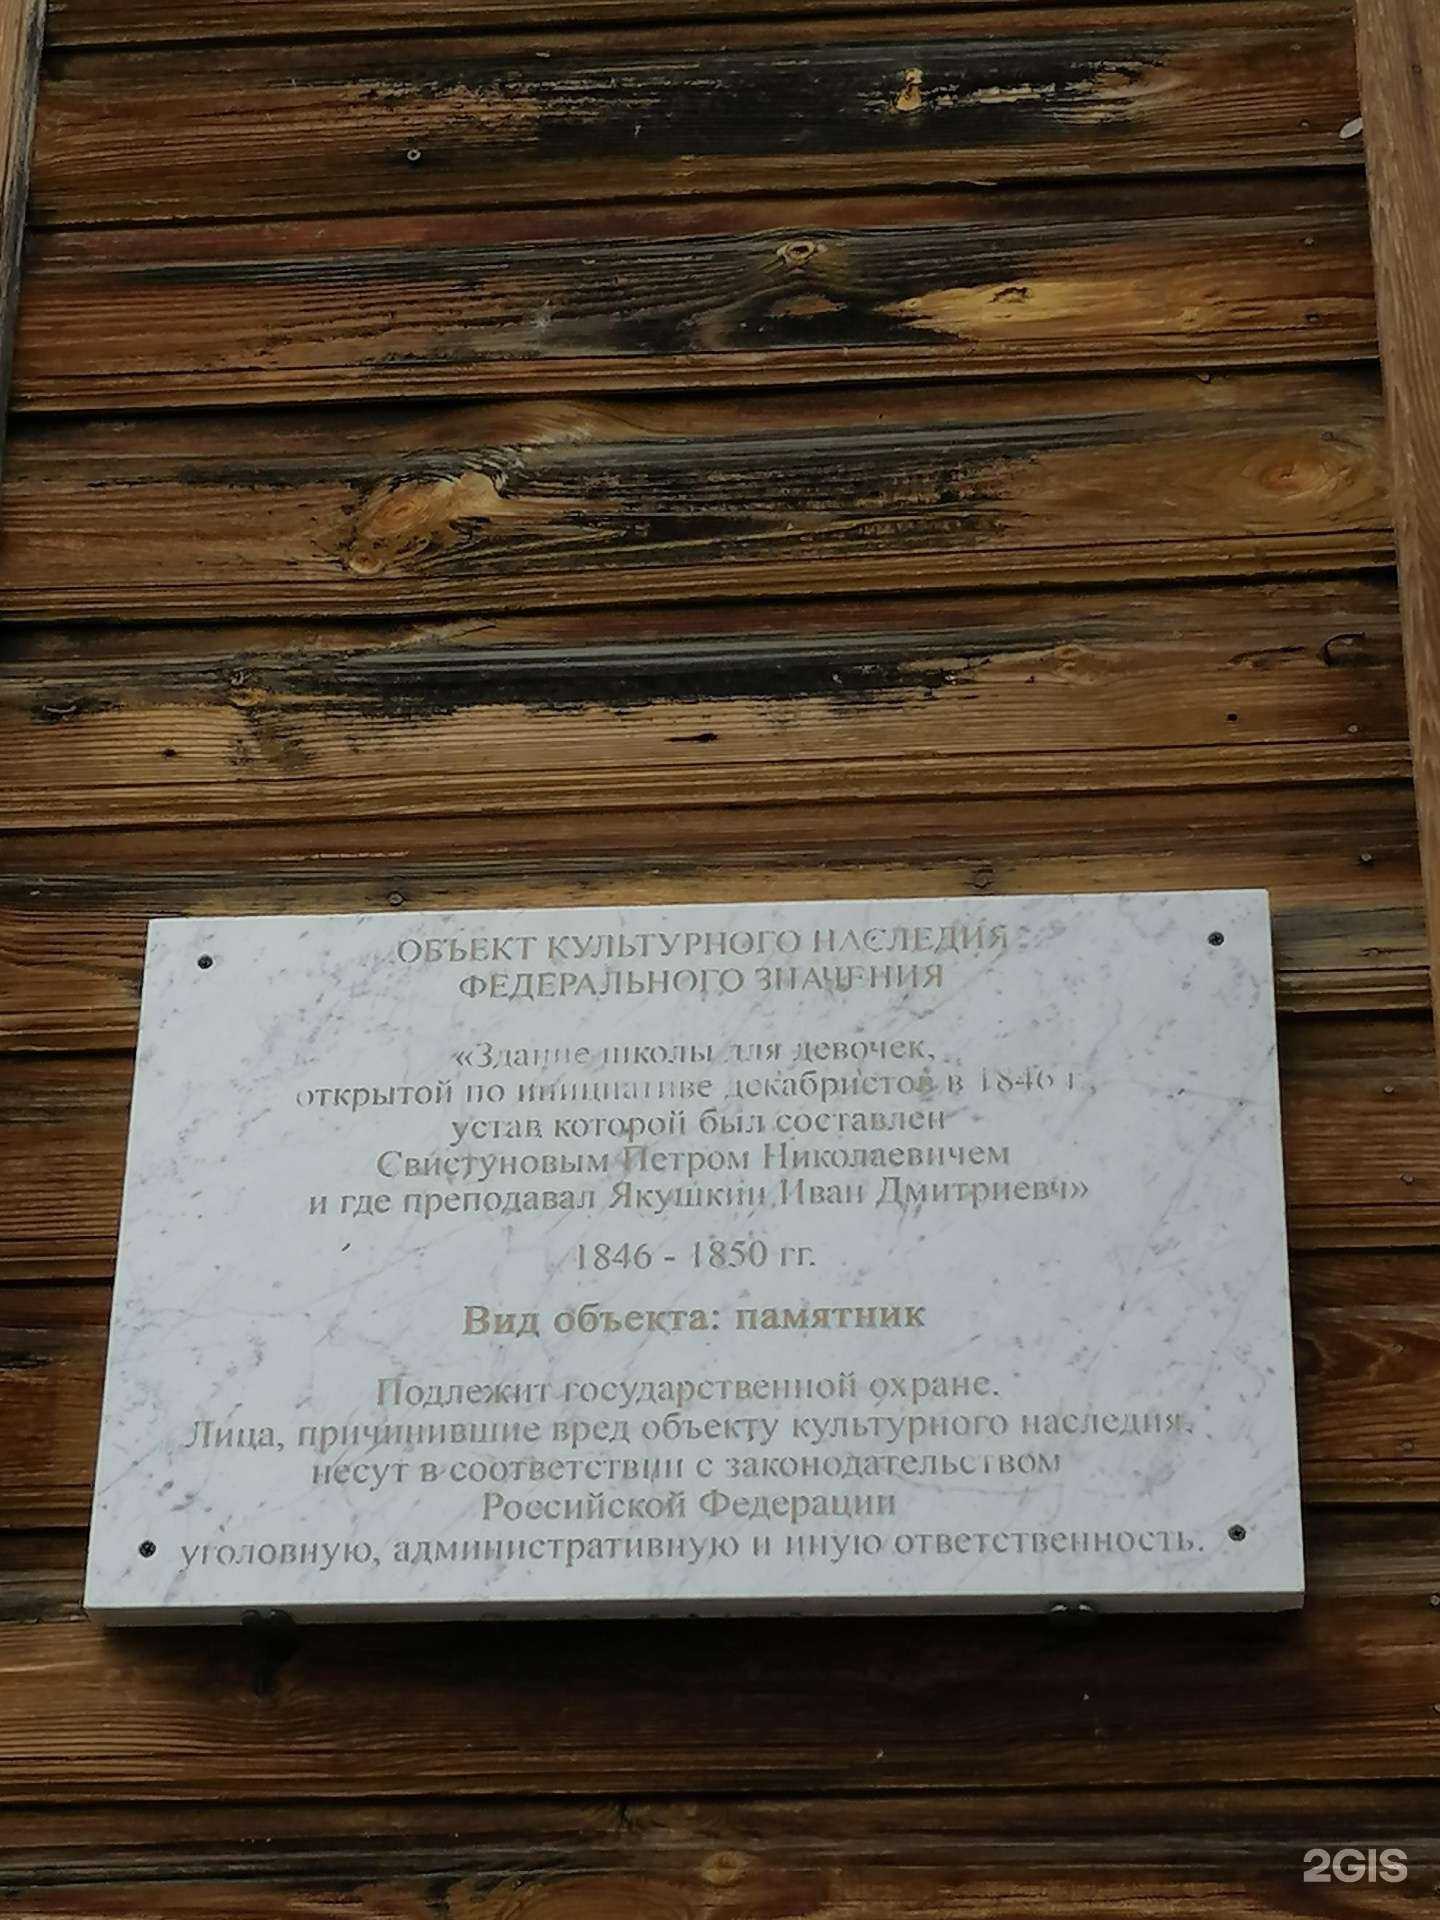 ОБЪЕКТ КУЛЬТУРНОГО НАСЛЕДИЯ
ФЕДЕРАЛЬНОГО ЗНАЧЕНИЯ
«Здание школы для девочек,
открытой по инициативе декабристов в 1846 г.,
устав которой был составлен
Свистуновым Петром Николаевичем
и где преподавал Якушкин Иван Дмитриевч»
1846 - 1850 гг.
Вид объекта: памятник
Подлежит государственной охране.
Лица, причинившие вред объекту культурного наследия,
несут в соответствии с законодательством
Российской Федерации
уголовную, административную и иную ответственность.
2GIS